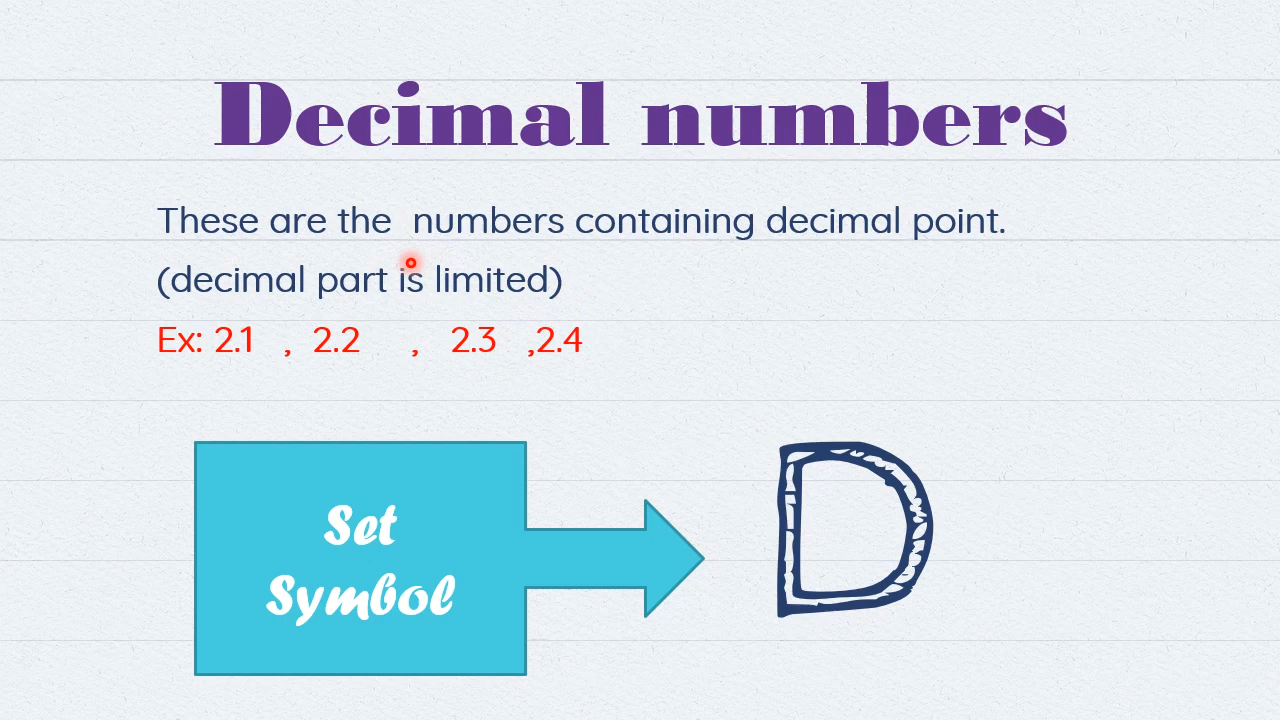 Decimal numbers
These are the numbers containing decimal point.
(decimal part is limited)
Ex: 2.1 , 2.2 , 2.3 ,2.4
Set
Symbol
D